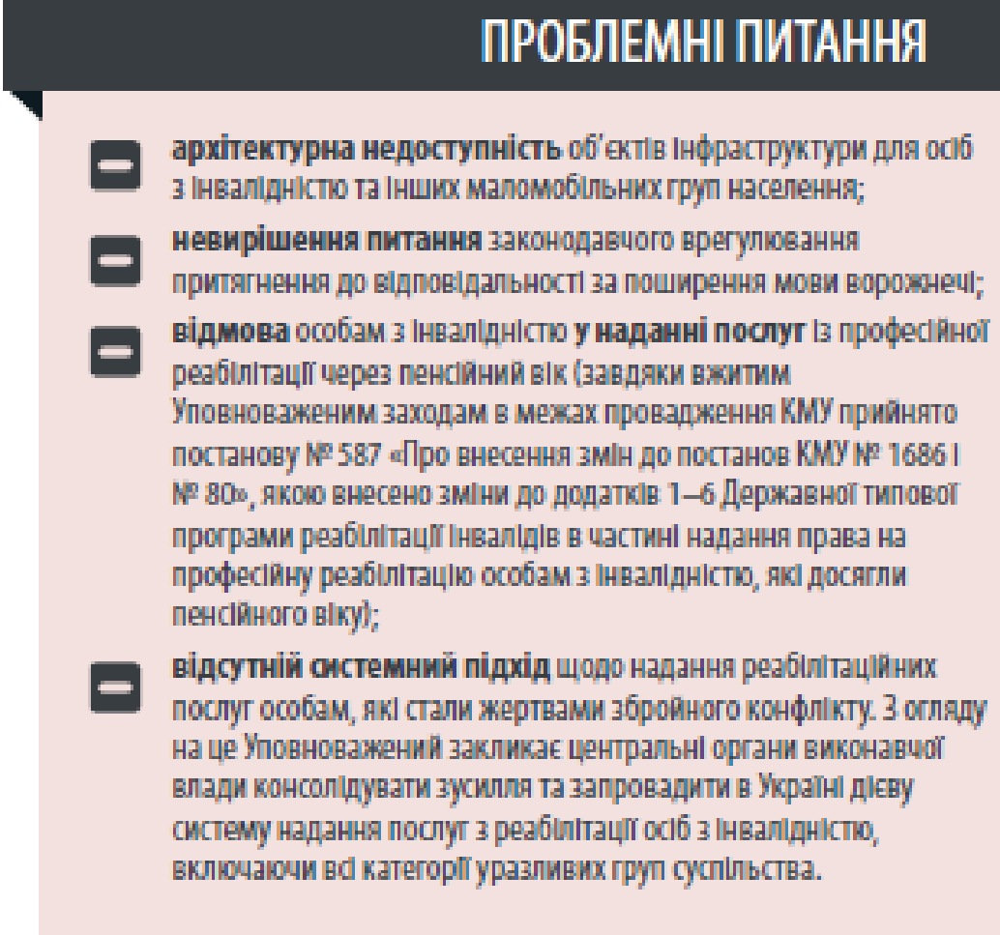 ПРОБЛЕМНІ ПИТАННЯ
архітектурна недоступність об'єктів інфраструктури для осіб
з інвалідністю та інших маломобільних груп населення;
невирішення питання законодавчого врегулювання
притягнення до відповідальності за поширення мови ворожнечі;
відмова особам з інвалідністю у наданні послуг із професійної
реабілітації через пенсійний вік (завдяки вжитим
Уповноваженим заходам в межах провадження КМУ прийнято
постанову № 587 «Про внесення змін до постанов КМУ № 1686 і
№ 80», якою внесено зміни до додатків 1–6 Державної типової
програми реабілітації інвалідів в частині надання права на
професійну реабілітацію особам з інвалідністю, які досягли
пенсійного віку);
відсутній системний підхід щодо надання реабілітаційних
послуг особам, які стали жертвами збройного конфлікту. З огляду
на це Уповноважений закликає центральні органи виконавчої
влади консолідувати зусилля та запровадити в Україні дієву
систему надання послуг з реабілітації осіб з інвалідністю,
включаючи всі категорії уразливих груп суспільства.